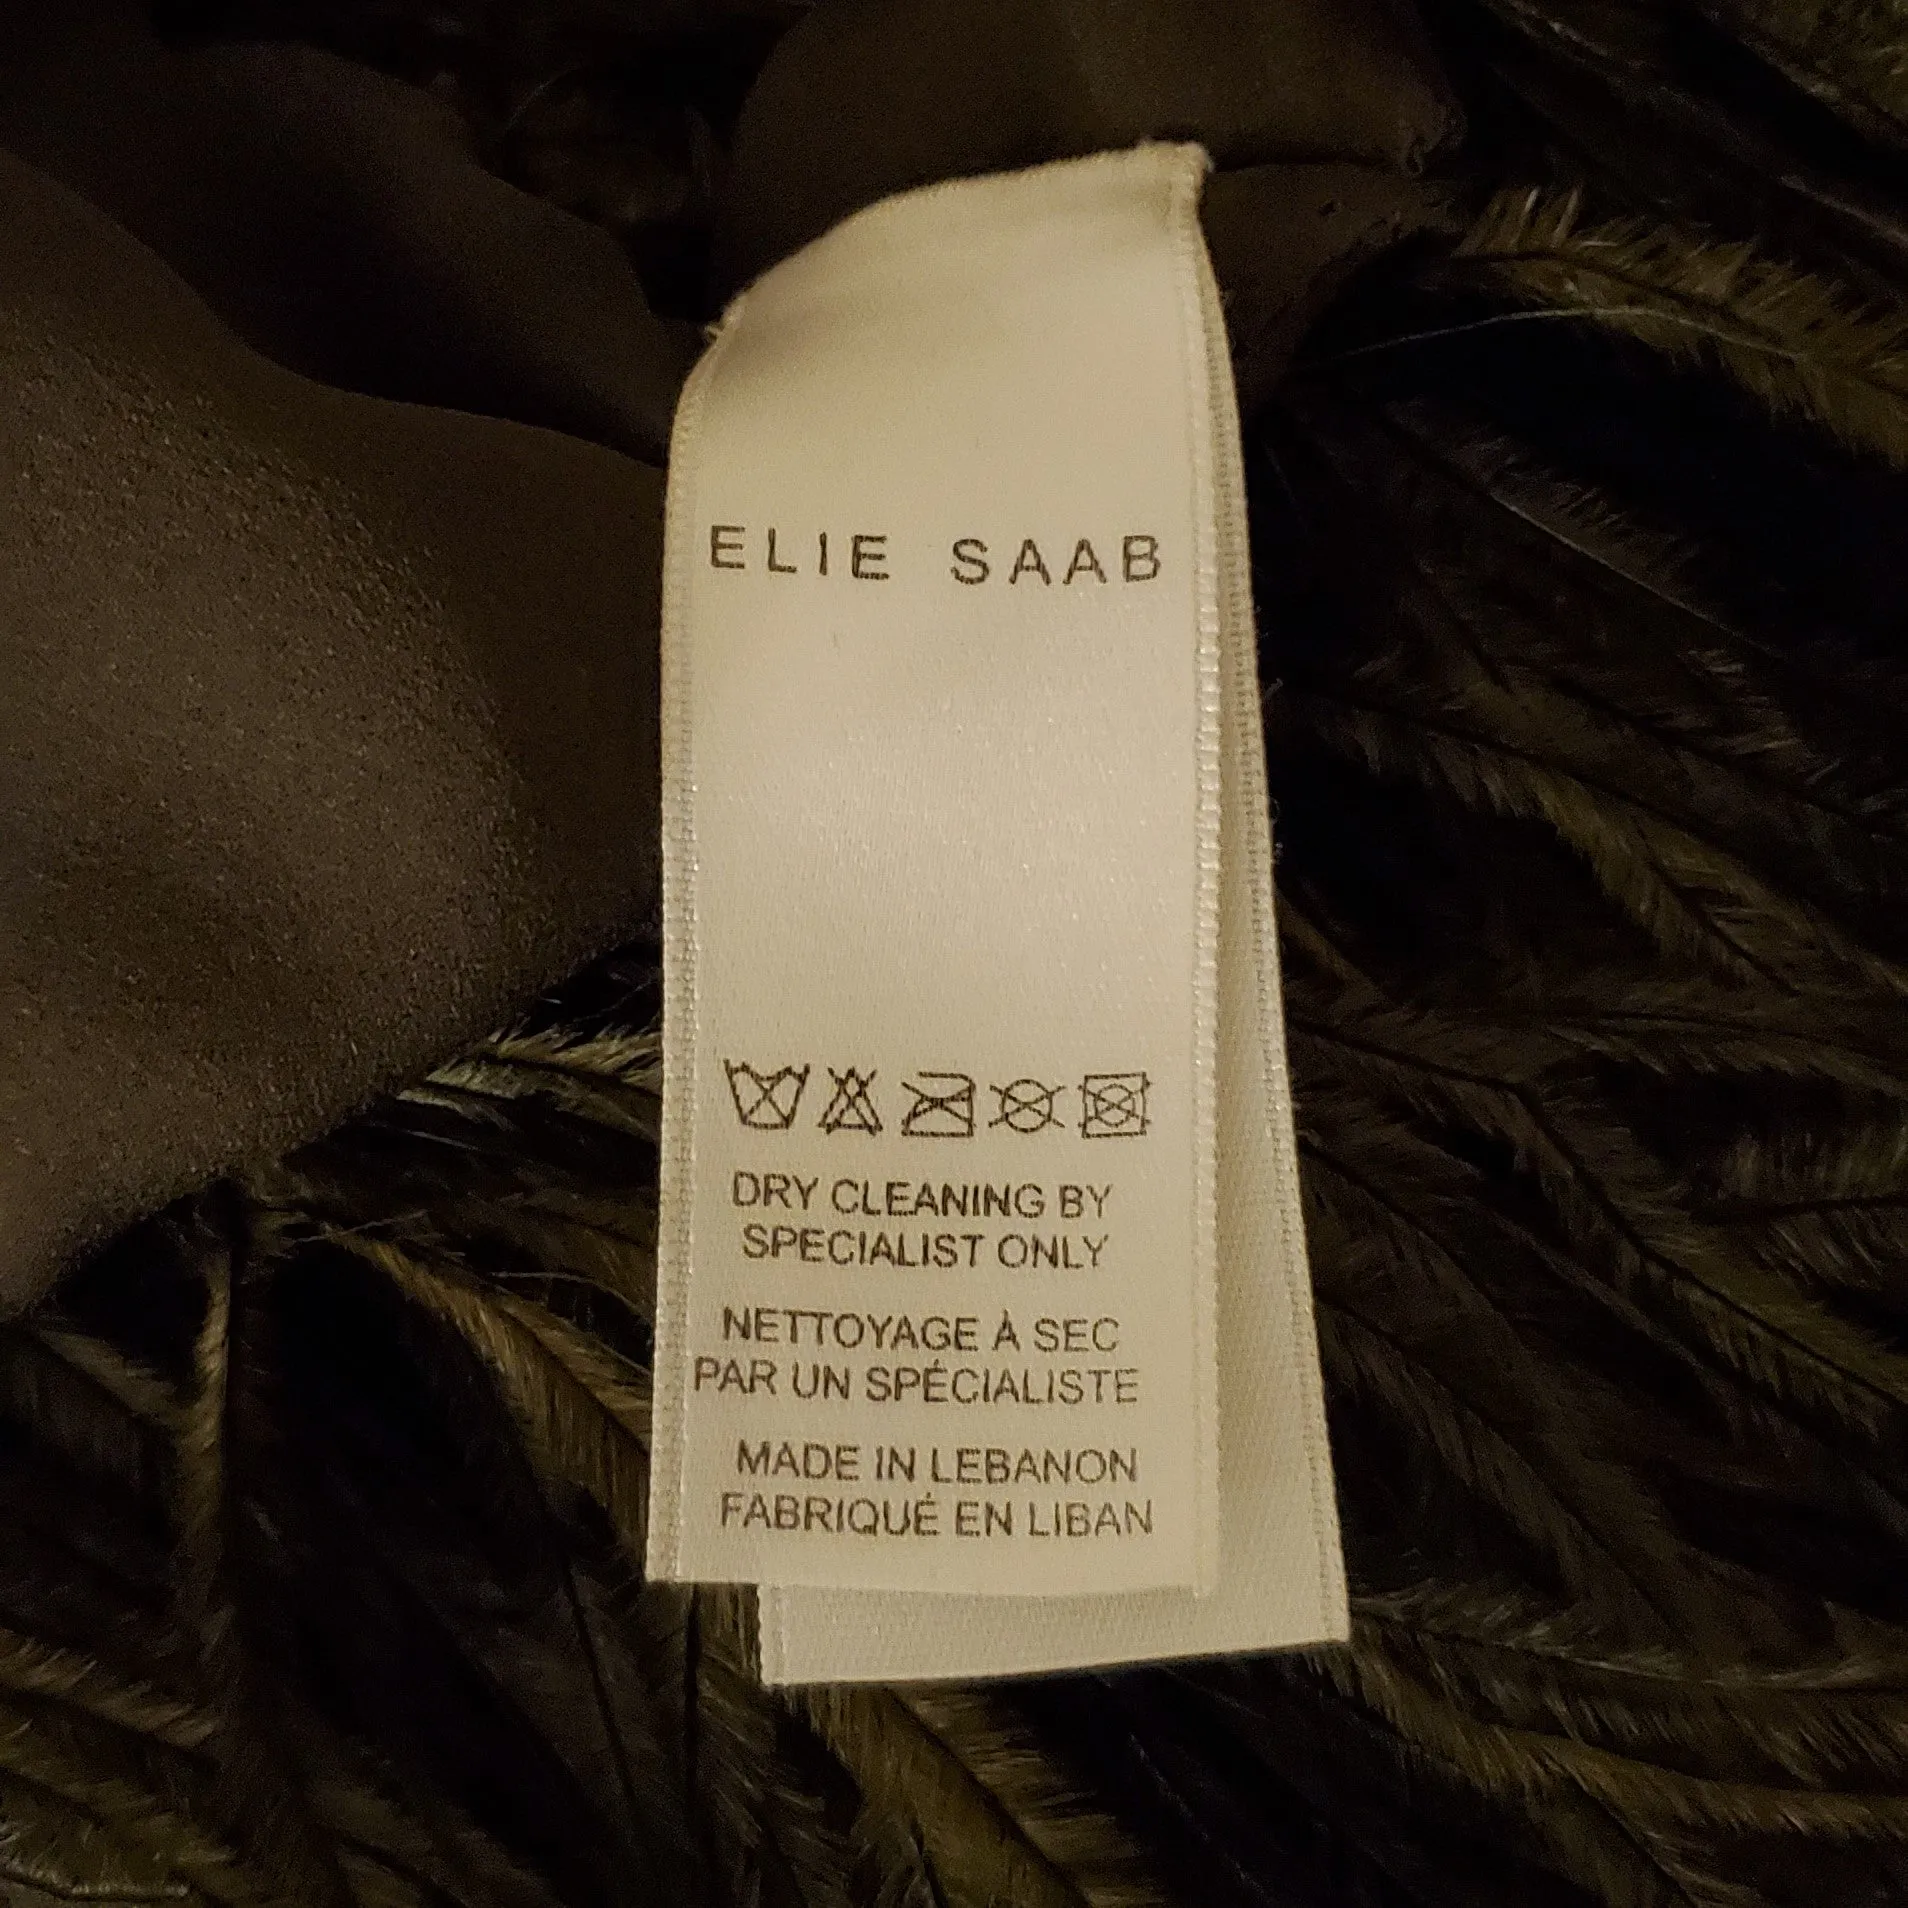 ELIE SAAB
DRY CLEANING BY
SPECIALIST ONLY
NETTOYAGE À SEC
PAR UN SPÉCIALISTE
MADE IN LEBANON
FABRIQUÉ EN LIBAN